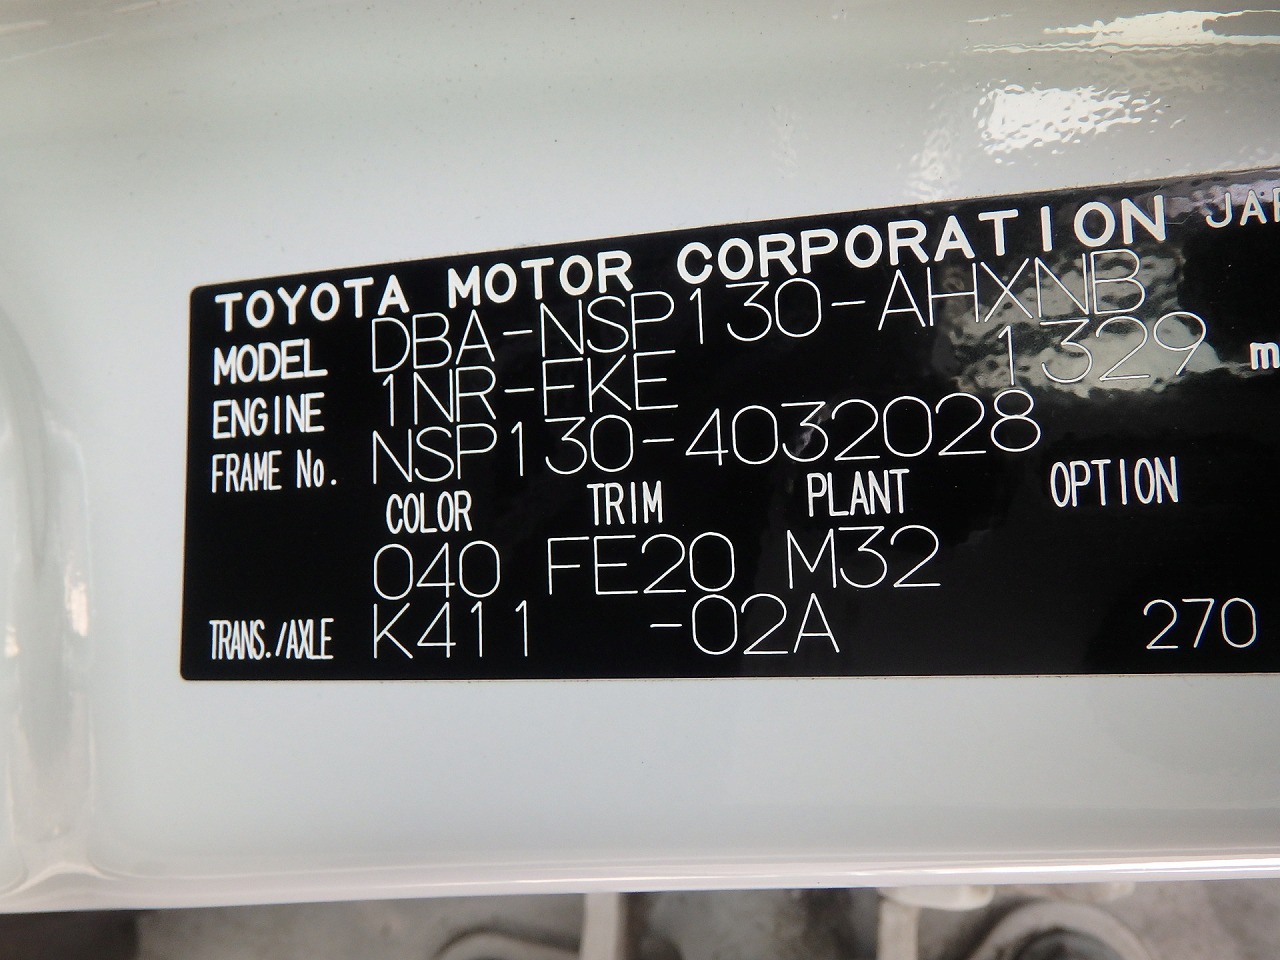 TOYOTA MOTOR CORPORATION JAP
MODEL DBA-NSP130-AHXNB
ENGINE 1NR-FKE 1329 m
FRAME No. NSP130-4032028
COLOR TRIM PLANT OPTION
040 FE20 M32
TRANS./AXLE K411 -02A 270